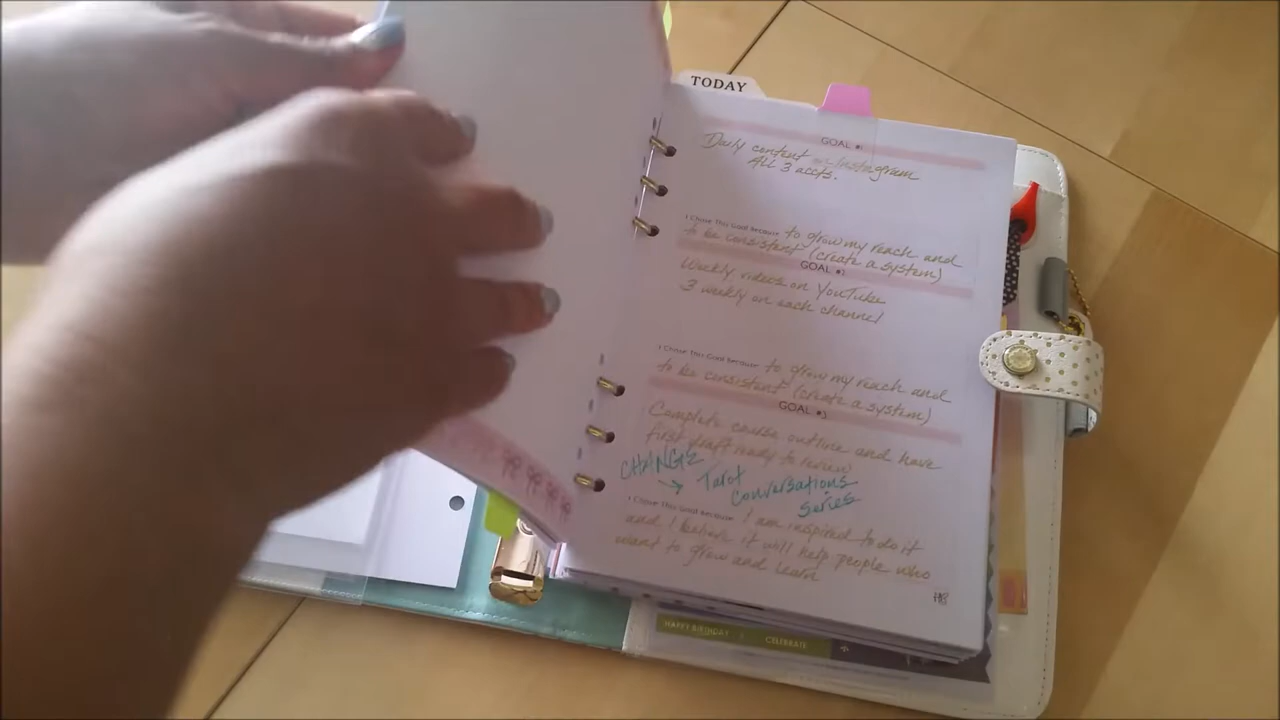 TODAY
GOAL #1
Daily content on Instagram
ALL 3 accts.
I Chose This Goal Because to grow my reach and
to be consistent (create a system)
GOAL #2
Weekly videos on YouTube
3 weekly on each channel
I Chose This Goal Because to grow my reach and
to be consistent (create a system)
GOAL #3
Complete course outline and have
first draft ready to review
CHANGE
→ Tarot
Conversations
Series
I Chose This Goal Because I am inspired to do it
and I believe it will help people who
want to grow and learn
HAPPY BIRTHDAY
CELEBRATE